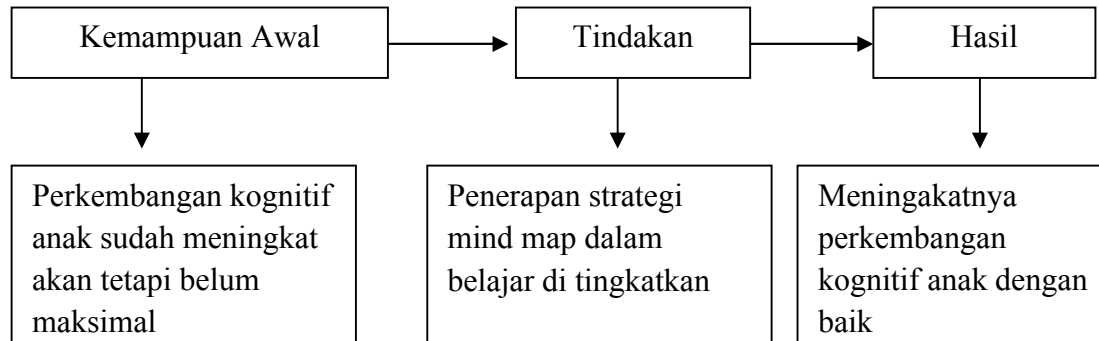 Kemampuan Awal
Tindakan
Hasil
Perkembangan kognitif
anak sudah meningkat
akan tetapi belum
maksimal
Penerapan strategi
mind map dalam
belajar di tingkatkan
Meningakatnya
perkembangan
kognitif anak dengan
baik